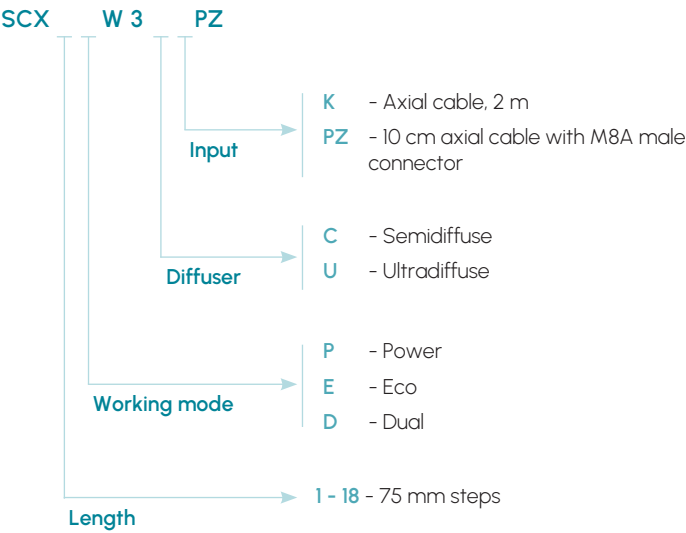 SCX W 3 PZ
K - Axial cable, 2 m
PZ - 10 cm axial cable with M8A male
connector
Input
C - Semidiffuse
U - Ultradiffuse
Diffuser
P - Power
E - Eco
D - Dual
Working mode
1 - 18 - 75 mm steps
Length